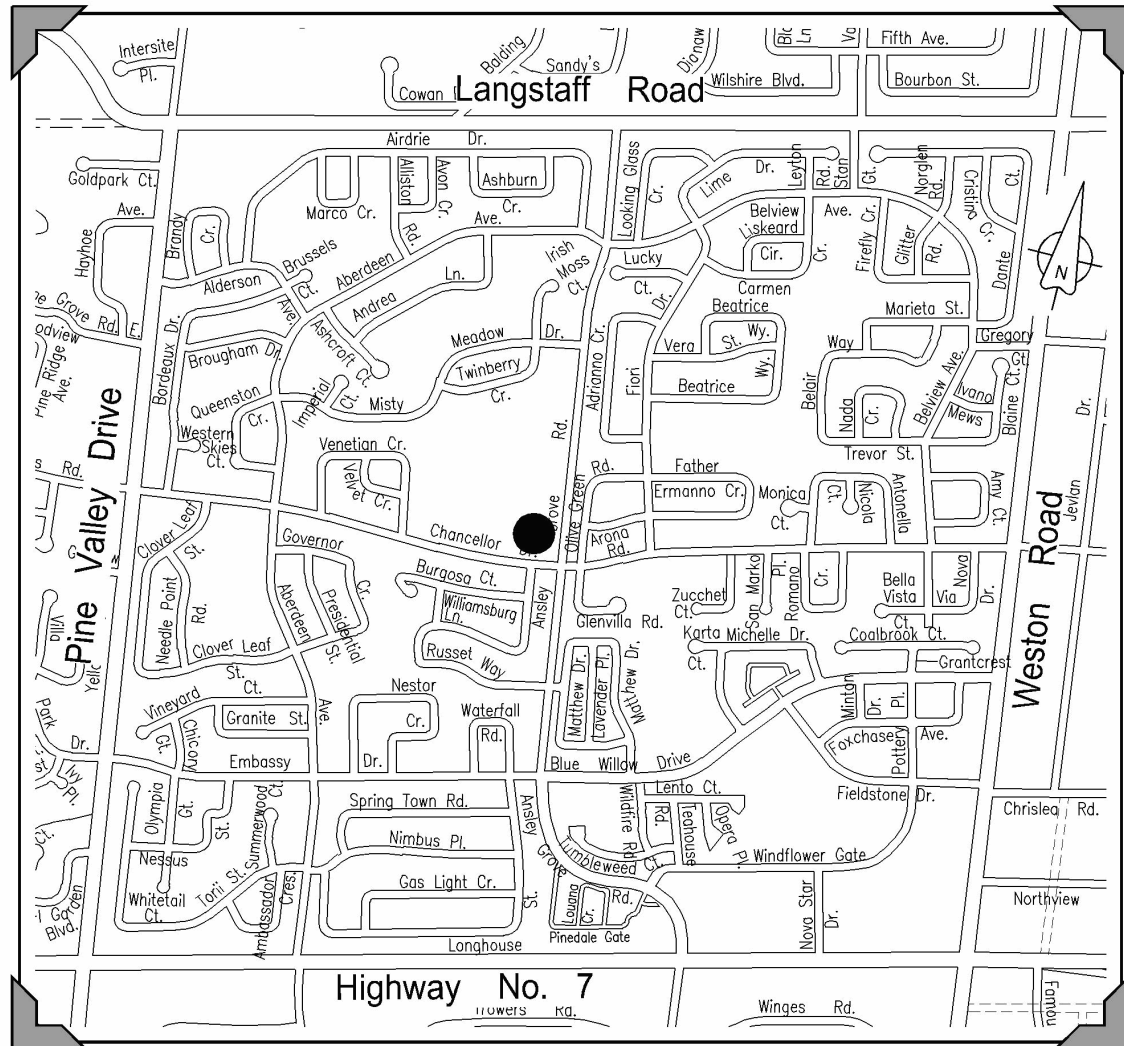 Intersite
Pl.
Balding
Sandy's
Cowan
Dianaw
Wilshire Blvd.
Ln.
Fifth Ave.
Bourbon St.
Langstaff Road
Airdrie Dr.
Goldpark Ct.
Ave.
Hayhoe
Brandy
Cr.
Marco Cr.
Alliston
Rd.
Avon Cr.
Ashburn
Cr.
Looking Glass
Cr.
Lime Dr.
Leyton
Rd.
Stan
Gt.
Norglen
Rd.
Cristina Cr.
Ct.
Dante
Belview
Ave.
Liskeard
Cir.
Cr.
Firefly Cr.
Glitter
Rd.
Ave.
Alderson
Brussels
Ct.
Aberdeen
Ave.
Andrea Ln.
Irish
Moss
Ct.
Lucky
Ct.
Dr.
Carmen
Marieta St.
Gregory
Gt.
N
Grove Rd. E.
Bordeaux Dr.
Brougham Dr.
Ashcroft Ct.
Meadow
Dr.
Twinberry
Cr.
Adrianno Cr.
Fiori
Vera
St.
Beatrice
Wy.
Wy.
Beatrice
Way
Belair
Nada
Cr.
Belview Ave.
Ivano
Mews
Blaine Ct.
Pine Ridge
Ave.
Queenston
Cr.
Imperial
Ct.
Misty
Western
Skies
Ct.
Trevor St.
Dr.
Jevlan
Rd.
Pine Valley Drive
Venetian Cr.
Velvet Cr.
Rd.
Olive Green Rd.
Father
Ermanno Cr.
Monica
Ct.
Ct.
Nicola
Antonella
Amy Ct.
Weston Road
Clover Leaf
St.
Governor
Cr.
Chancellor Dr.
Arona
Rd.
Needle Point
Rd.
Aberdeen
Presidential
St.
Burgosa Ct.
Williamsburg
Ln.
Ansley
Glenvilla Rd.
Zucchet
Ct.
San Marko
Pl.
Romano
Cr.
Bella
Vista
Ct.
Via
Nova
Dr.
Clover Leaf
St.
Russet Way
Matthew Dr.
Lavender Pl.
Matthew Dr.
Karta
Ct.
Michelle Dr.
Coalbrook Ct.
Grantcrest
Park
Dr.
Vineyard
Ct.
Gt.
Granite St.
Ave.
Nestor
Cr.
Dr.
Waterfall
Rd.
Minton
Dr.
Pl.
Foxchase
Pottery
Ave.
Ivy
Pl.
Embassy
Blue Willow Drive
Fieldstone Dr.
Chrislea Rd.
Olympia
Gt.
Nessus
St.
Summerwood
Ct.
Spring Town Rd.
Nimbus Pl.
Gas Light Cr.
St.
Ansley
Grove
Rd.
Wildfire Rd.
Lento Ct.
Teahouse
Rd.
Opera Pl.
Tumbleweed Ct.
Windflower Gate
Whitetail
Ct.
Torii St.
Ambassador
Cres.
Louana
Cr.
Pinedale Gate
Nova Star
Dr.
Northview
Garden
Blvd.
Longhouse
Highway No. 7
Winges Rd.